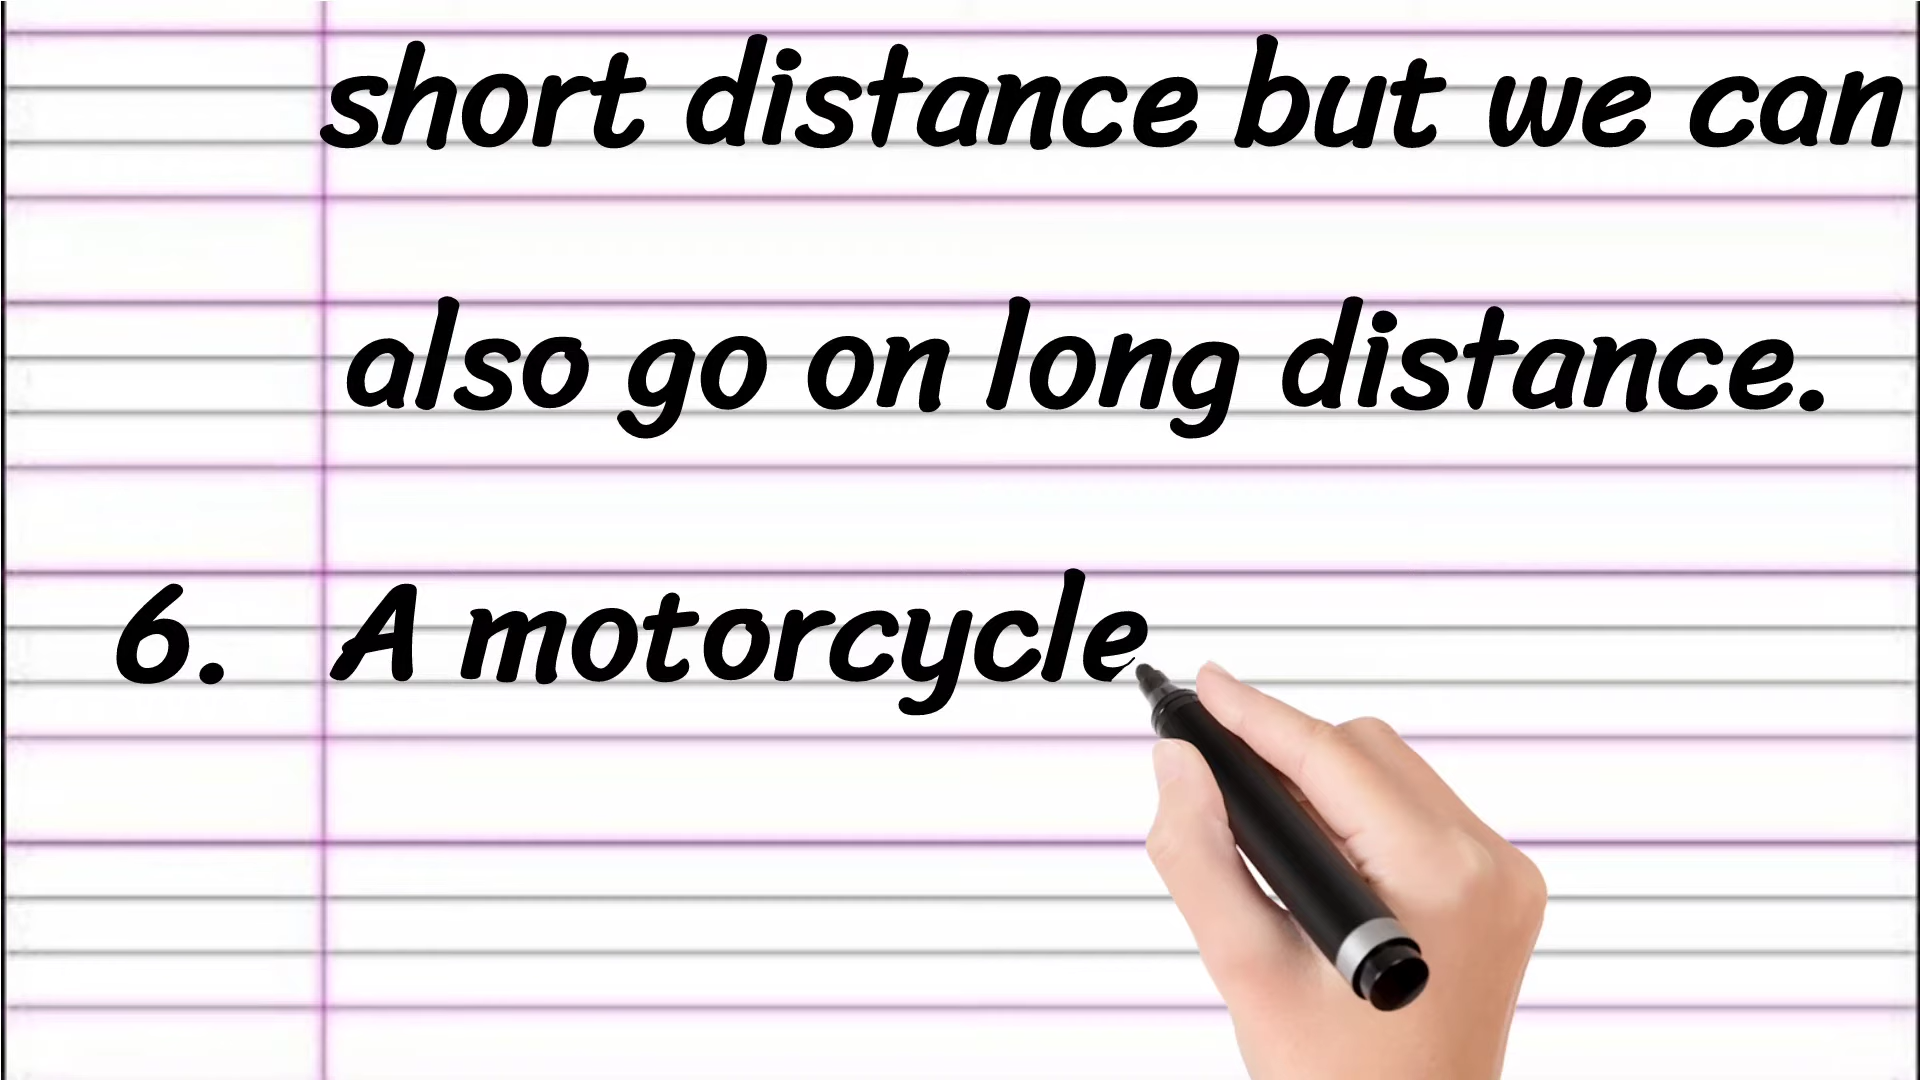 short distance but we can
also go on long distance.
6. A motorcycle